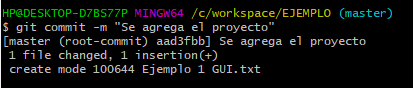 HP@DESKTOP-D7BS77P MINGW64 /c/workspace/EJEMPLO (master)
$ git commit -m "Se agrega el proyecto"
[master (root-commit) aad3fbb] Se agrega el proyecto
 1 file changed, 1 insertion(+)
 create mode 100644 Ejemplo 1 GUI.txt